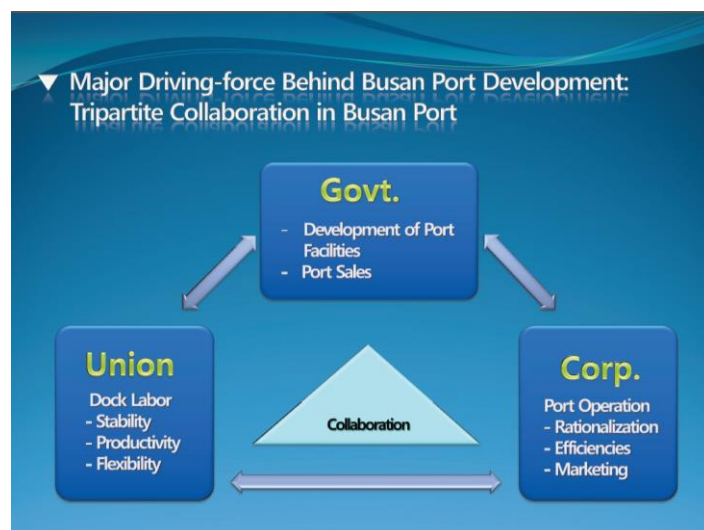 ▼ Major Driving-force Behind Busan Port Development:
Tripartite Collaboration in Busan Port
Govt.
- Development of Port
Facilities
- Port Sales
Union
Dock Labor
- Stability
- Productivity
- Flexibility
Collaboration
Corp.
Port Operation
- Rationalization
- Efficiencies
- Marketing